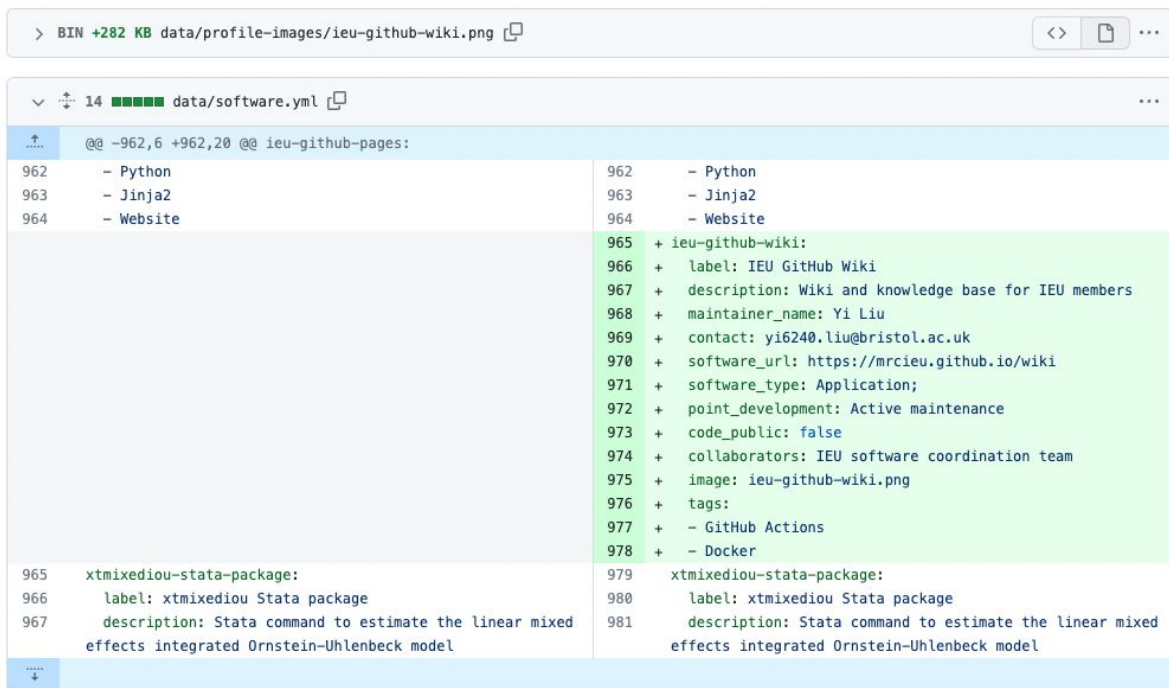 BIN +282 KB data/profile-images/ieu-github-wiki.png
14 data/software.yml
@@ -962,6 +962,20 @@ ieu-github-pages:
962 - Python
963 - Jinja2
964 - Website
965 xtmixediou-stata-package:
966 label: xtmixediou Stata package
967 description: Stata command to estimate the linear mixed
effects integrated Ornstein-Uhlenbeck model
962 - Python
963 - Jinja2
964 - Website
965 + ieu-github-wiki:
966 + label: IEU GitHub Wiki
967 + description: Wiki and knowledge base for IEU members
968 + maintainer_name: Yi Liu
969 + contact: yi6240.liu@bristol.ac.uk
970 + software_url: https://mrcieu.github.io/wiki
971 + software_type: Application;
972 + point_development: Active maintenance
973 + code_public: false
974 + collaborators: IEU software coordination team
975 + image: ieu-github-wiki.png
976 + tags:
977 + - GitHub Actions
978 + - Docker
979 xtmixediou-stata-package:
980 label: xtmixediou Stata package
981 description: Stata command to estimate the linear mixed
effects integrated Ornstein-Uhlenbeck model